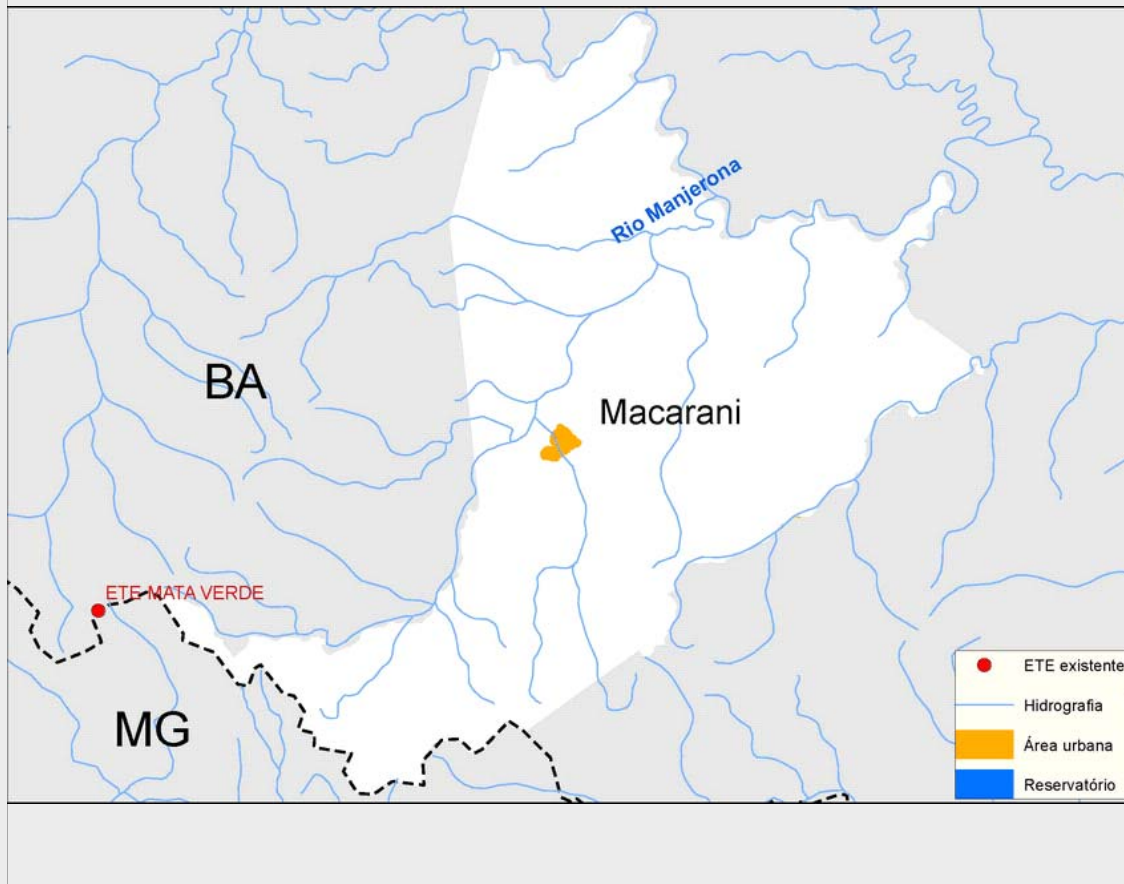 Rio Manjerona
BA
Macarani
ETE MATA VERDE
MG
ETE existente
Hidrografia
Área urbana
Reservatório